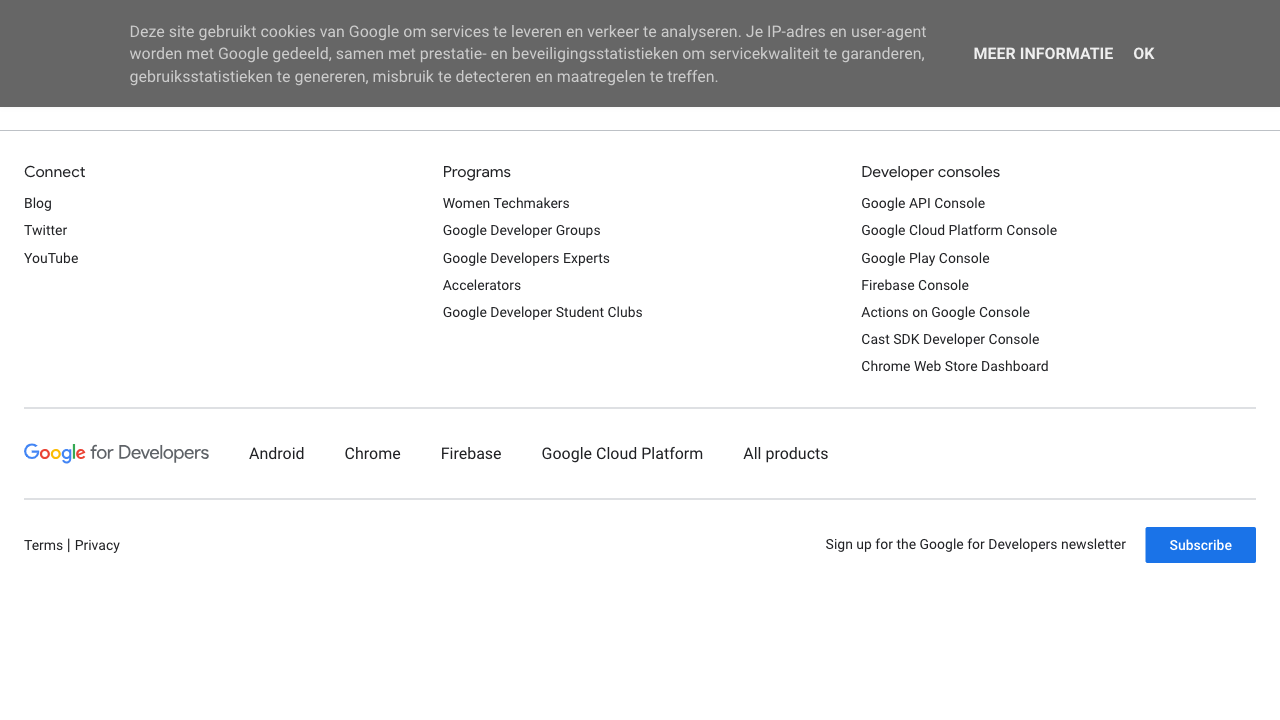 Deze site gebruikt cookies van Google om services te leveren en verkeer te analyseren. Je IP-adres en user-agent
worden met Google gedeeld, samen met prestatie- en beveiligingsstatistieken om servicekwaliteit te garanderen,
gebruiksstatistieken te genereren, misbruik te detecteren en maatregelen te treffen.
MEER INFORMATIE OK
Connect
Blog
Twitter
YouTube
Programs
Women Techmakers
Google Developer Groups
Google Developers Experts
Accelerators
Google Developer Student Clubs
Developer consoles
Google API Console
Google Cloud Platform Console
Google Play Console
Firebase Console
Actions on Google Console
Cast SDK Developer Console
Chrome Web Store Dashboard
Google for Developers Android Chrome Firebase Google Cloud Platform All products
Terms | Privacy
Sign up for the Google for Developers newsletter Subscribe